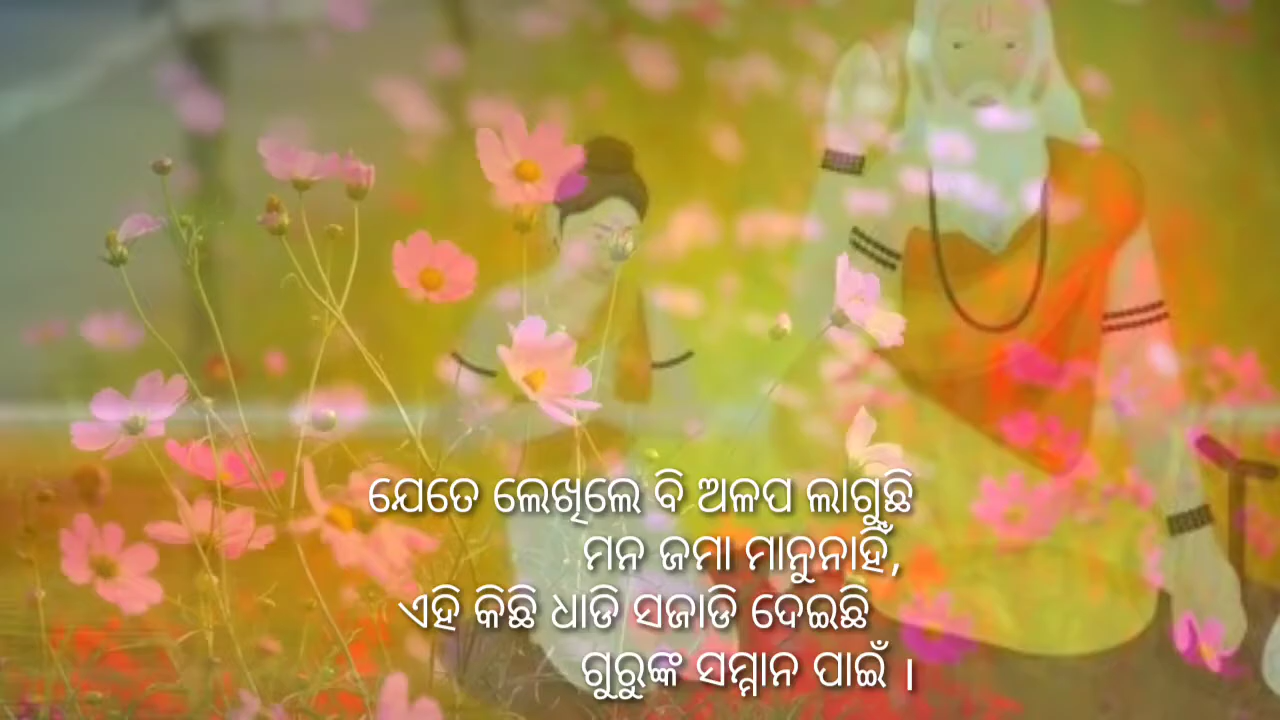 ଯେତେ ଲେଖିଲେ ବି ଅଳପ ଲାଗୁଛି
ମନ ଜମା ମାନୁନାହିଁ,
ଏହି କିଛି ଧାଡି ସଜାଡି ଦେଇଛି
ଗୁରୁଙ୍କ ସମ୍ମାନ ପାଇଁ ।